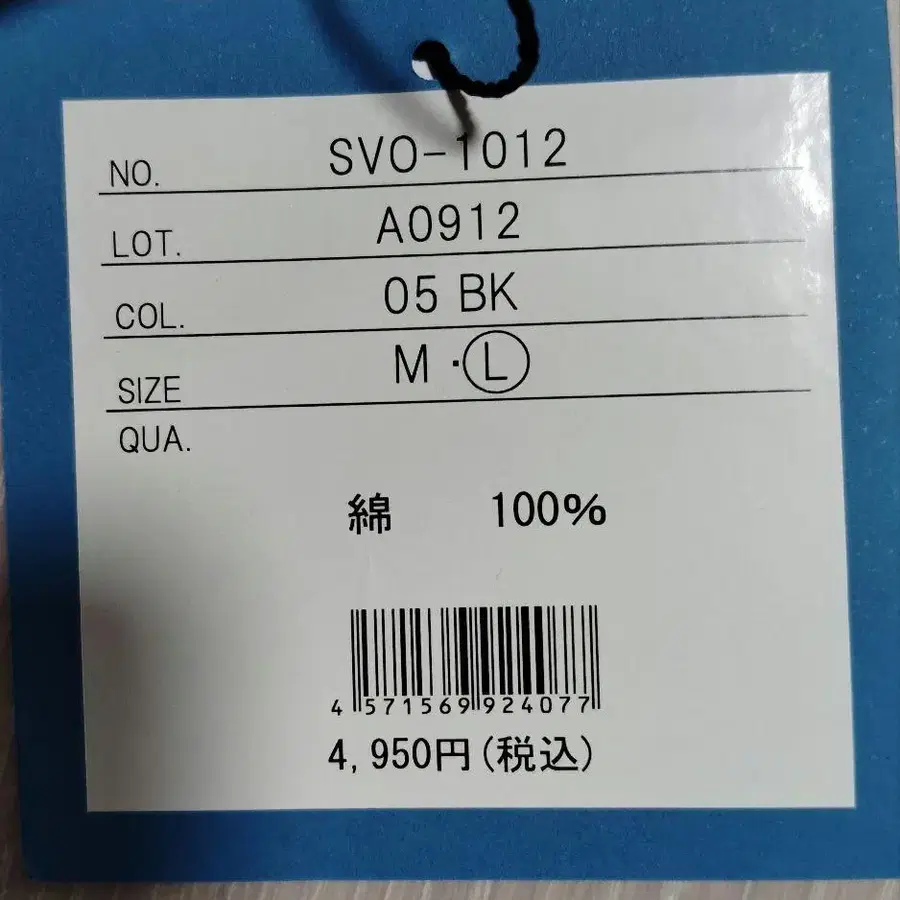 NO. SVO-1012
LOT. A0912
COL. 05 BK
SIZE M・L
QUA.
綿 100%
4 571569 924077
4,950円(税込)